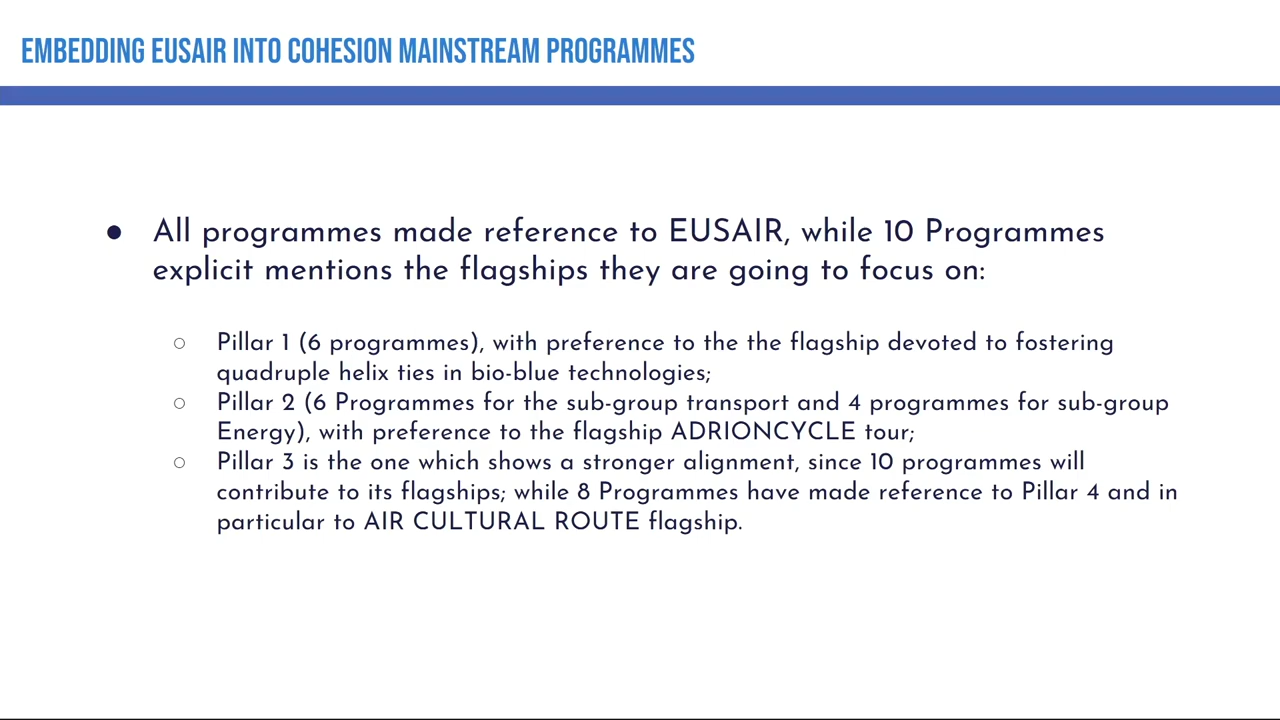 EMBEDDING EUSAIR INTO COHESION MAINSTREAM PROGRAMMES
● All programmes made reference to EUSAIR, while 10 Programmes
explicit mentions the flagships they are going to focus on:
○ Pillar 1 (6 programmes), with preference to the the flagship devoted to fostering
quadruple helix ties in bio-blue technologies;
○ Pillar 2 (6 Programmes for the sub-group transport and 4 programmes for sub-group
Energy), with preference to the flagship ADRIONCYCLE tour;
○ Pillar 3 is the one which shows a stronger alignment, since 10 programmes will
contribute to its flagships; while 8 Programmes have made reference to Pillar 4 and in
particular to AIR CULTURAL ROUTE flagship.